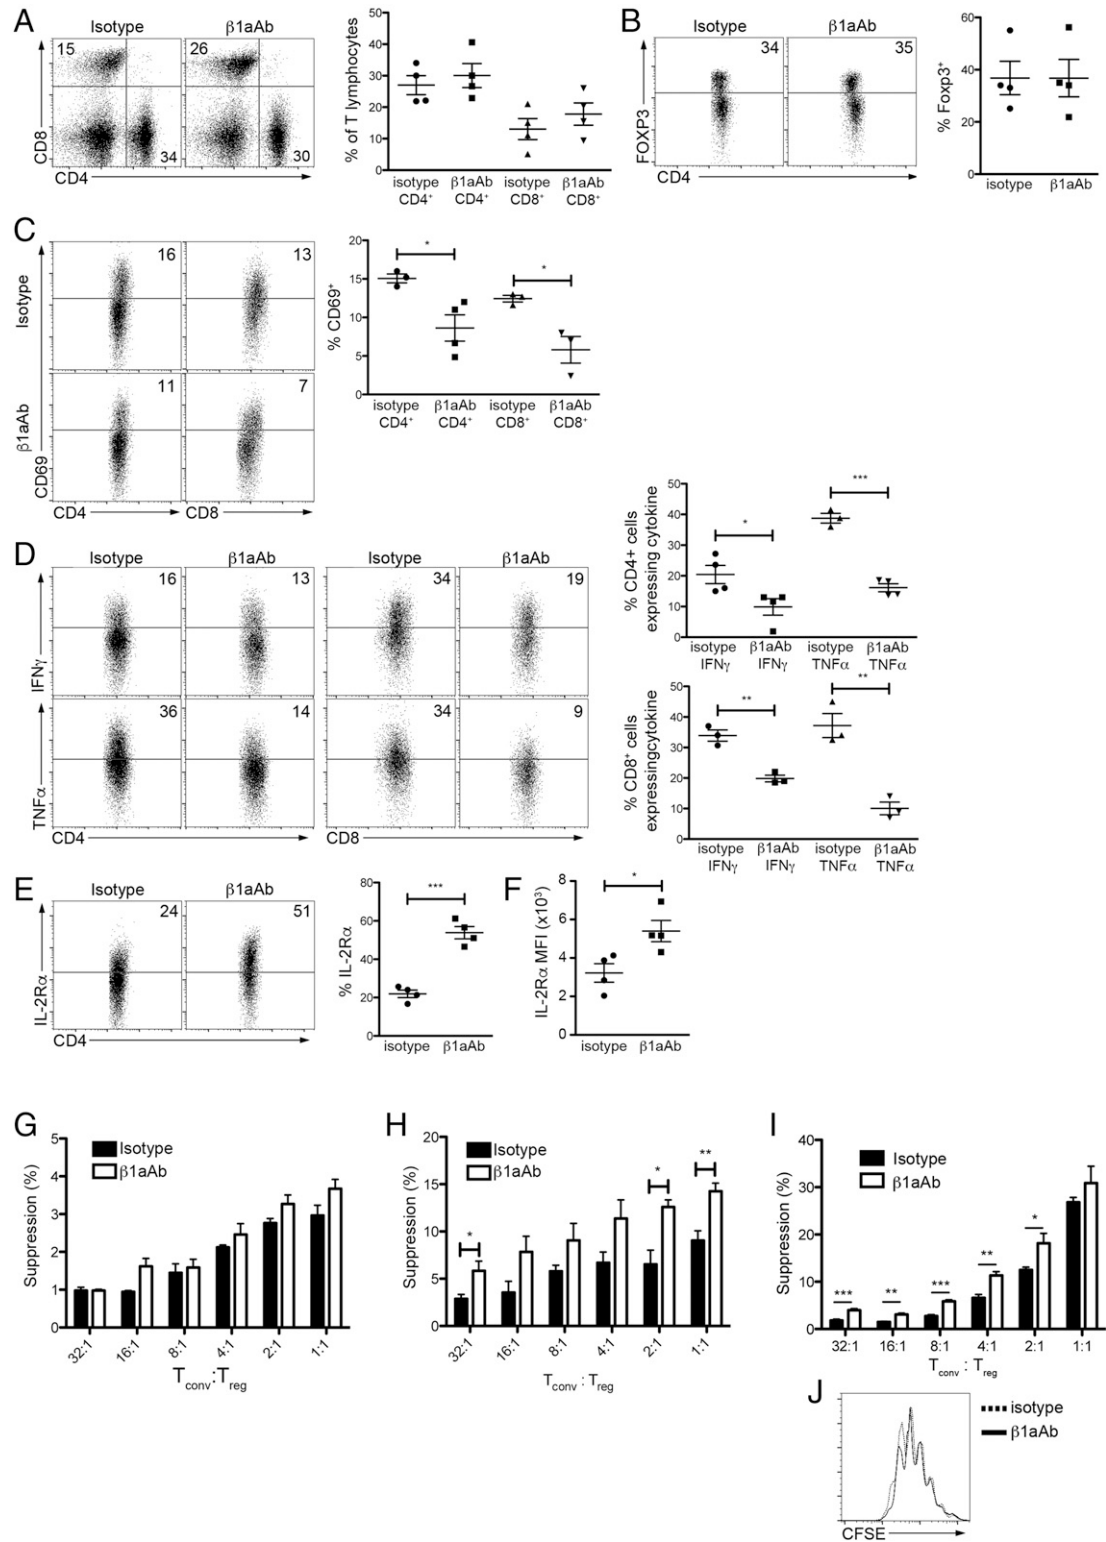 A
Isotype
β1aAb
15
26
34
30
CD8
CD4
50
40
30
20
10
0
% of T lymphocytes
isotype β1aAb isotype β1aAb
CD4⁺ CD4⁺ CD8⁺ CD8⁺
B
Isotype
β1aAb
34
35
FOXP3
CD4
60
40
20
0
% Foxp3⁺
isotype β1aAb
C
Isotype
16
13
β1aAb
11
7
CD69
CD4
CD8
20
15
10
5
0
% CD69⁺
*
*
isotype β1aAb isotype β1aAb
CD4⁺ CD4⁺ CD8⁺ CD8⁺
D
Isotype
β1aAb
Isotype
β1aAb
16
13
34
19
IFNγ
36
14
34
9
TNFα
CD4
CD8
50
40
30
20
10
0
% CD4+ cells
expressing cytokine
*
***
isotype β1aAb isotype β1aAb
IFNγ IFNγ TNFα TNFα
50
40
30
20
10
0
% CD8⁺ cells
expressingcytokine
**
**
isotype β1aAb isotype β1aAb
IFNγ IFNγ TNFα TNFα
E
Isotype
β1aAb
24
51
IL-2Rα
CD4
80
60
40
20
0
% IL-2Rα
***
isotype β1aAb
F
8
6
4
2
0
IL-2Rα MFI (x10³)
*
isotype β1aAb
G
Isotype
β1aAb
5
4
3
2
1
0
Suppression (%)
32:1 16:1 8:1 4:1 2:1 1:1
Tconv:Treg
H
Isotype
β1aAb
20
15
10
5
0
Suppression (%)
*
*
**
32:1 16:1 8:1 4:1 2:1 1:1
Tconv : Treg
I
Isotype
β1aAb
40
30
20
10
0
Suppression (%)
***
**
***
**
*
32:1 16:1 8:1 4:1 2:1 1:1
Tconv : Treg
J
isotype
β1aAb
CFSE